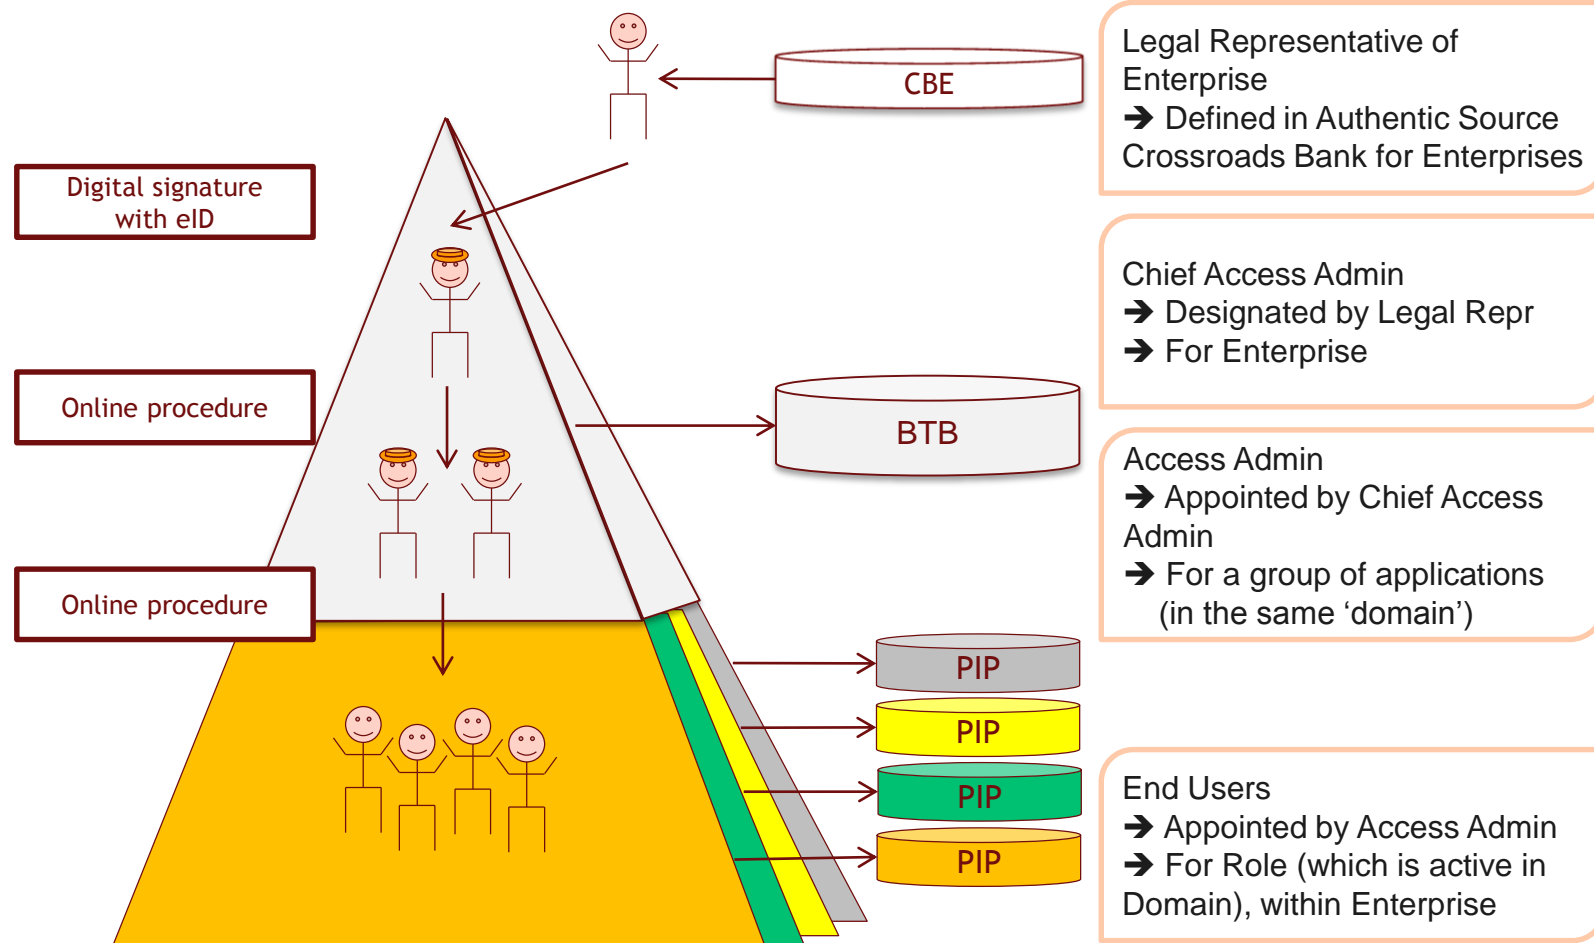 CBE
Legal Representative of
Enterprise
➔ Defined in Authentic Source
Crossroads Bank for Enterprises
Digital signature
with eID
Chief Access Admin
➔ Designated by Legal Repr
➔ For Enterprise
Online procedure
BTB
Access Admin
➔ Appointed by Chief Access
Admin
➔ For a group of applications
(in the same ‘domain’)
Online procedure
PIP
PIP
PIP
PIP
End Users
➔ Appointed by Access Admin
➔ For Role (which is active in
Domain), within Enterprise